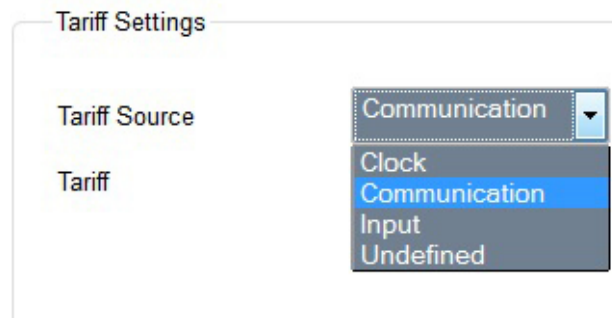 Tariff Settings
Tariff Source
Communication
Tariff
Clock
Communication
Input
Undefined